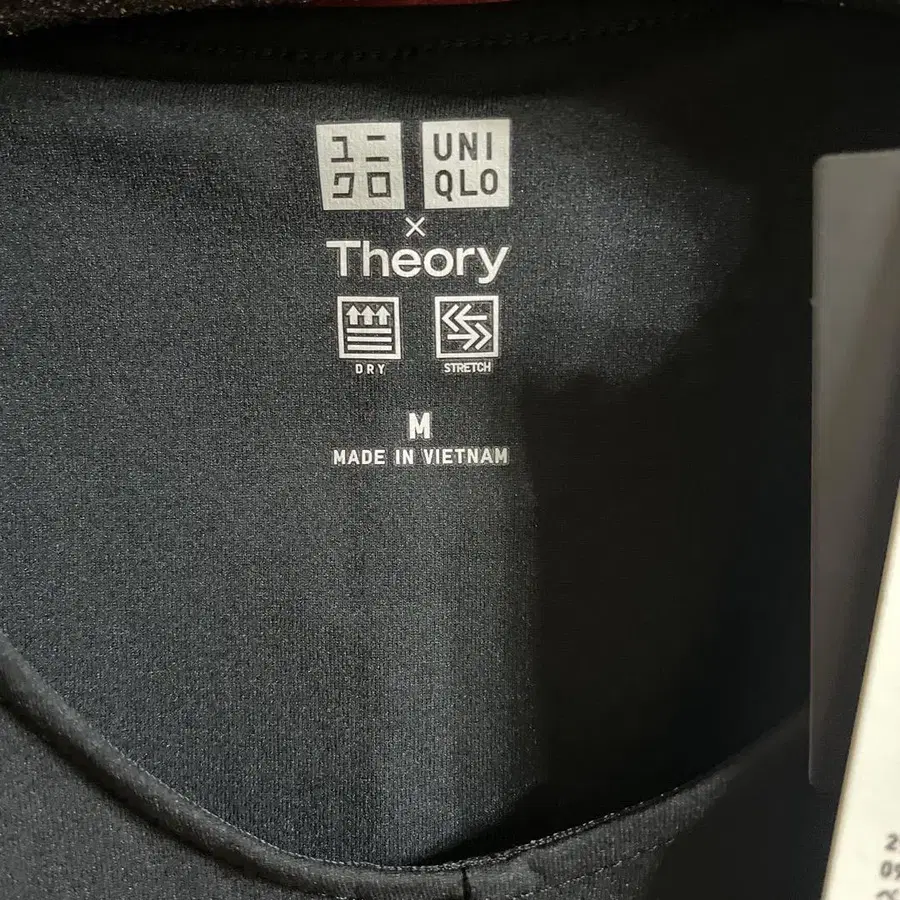 ユニ
クロ
UNI
QLO
×
Theory
DRY
STRETCH
M
MADE IN VIETNAM